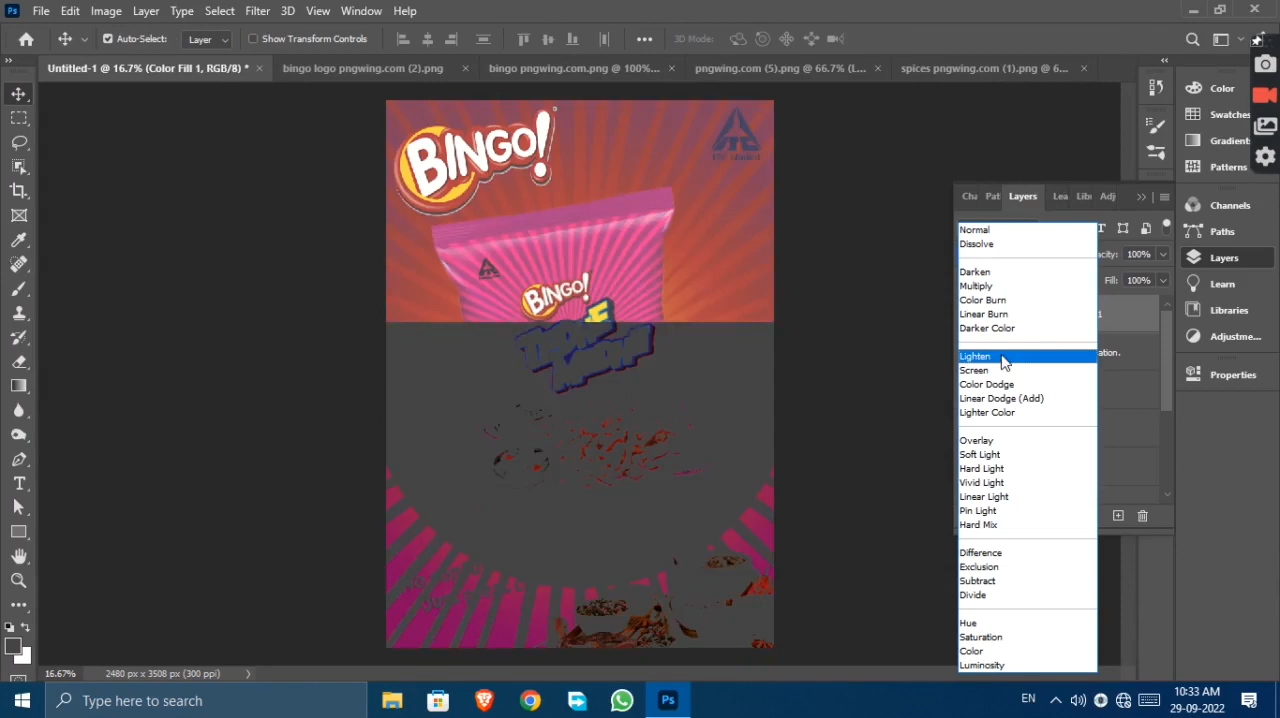 Ps File Edit Image Layer Type Select Filter 3D View Window Help
Auto-Select: Layer Show Transform Controls 3D Mode:
Untitled-1 @ 16.7% (Color Fill 1, RGB/8) * × bingo logo pngwing.com (2).png × bingo pngwing.com.png @ 100%... × pngwing.com (5).png @ 66.7% (L... × spices pngwing.com (1).png @ 6... ×
BINGO!
BINGO!
Cha Pat Layers Lea Lib Adj
Normal
Dissolve
Darken
Multiply
Color Burn
Linear Burn
Darker Color
Lighten
Screen
Color Dodge
Linear Dodge (Add)
Lighter Color
Overlay
Soft Light
Hard Light
Vivid Light
Linear Light
Pin Light
Hard Mix
Difference
Exclusion
Subtract
Divide
Hue
Saturation
Color
Luminosity
acity: 100%
Fill: 100%
1
ation.
Color
Swatches
Gradient
Patterns
Channels
Paths
Layers
Learn
Libraries
Adjustme...
Properties
16.67% 2480 px x 3508 px (300 ppi)
Type here to search
Ps
EN
10:33 AM
29-09-2022